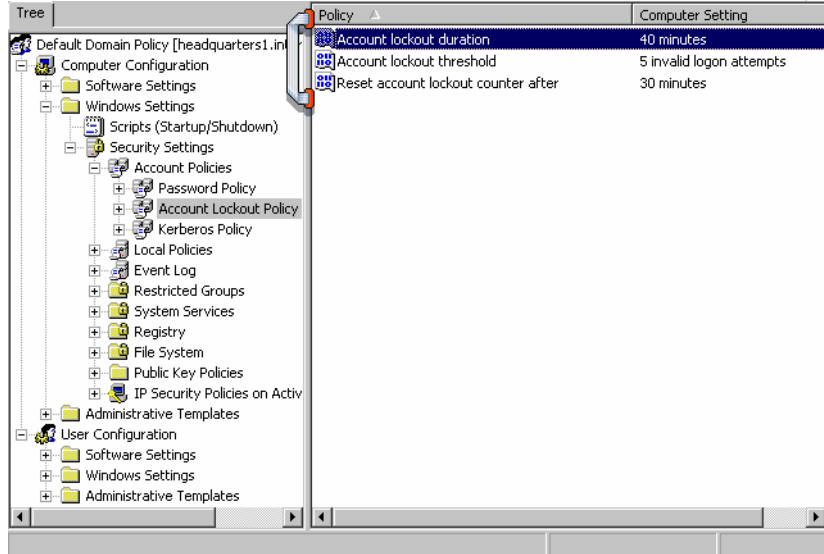 Tree
Policy
Computer Setting
Default Domain Policy [headquarters1.in
Computer Configuration
Software Settings
Windows Settings
Scripts (Startup/Shutdown)
Security Settings
Account Policies
Password Policy
Account Lockout Policy
Kerberos Policy
Local Policies
Event Log
Restricted Groups
System Services
Registry
File System
Public Key Policies
IP Security Policies on Activ
Administrative Templates
User Configuration
Software Settings
Windows Settings
Administrative Templates
Account lockout duration 40 minutes
Account lockout threshold 5 invalid logon attempts
Reset account lockout counter after 30 minutes